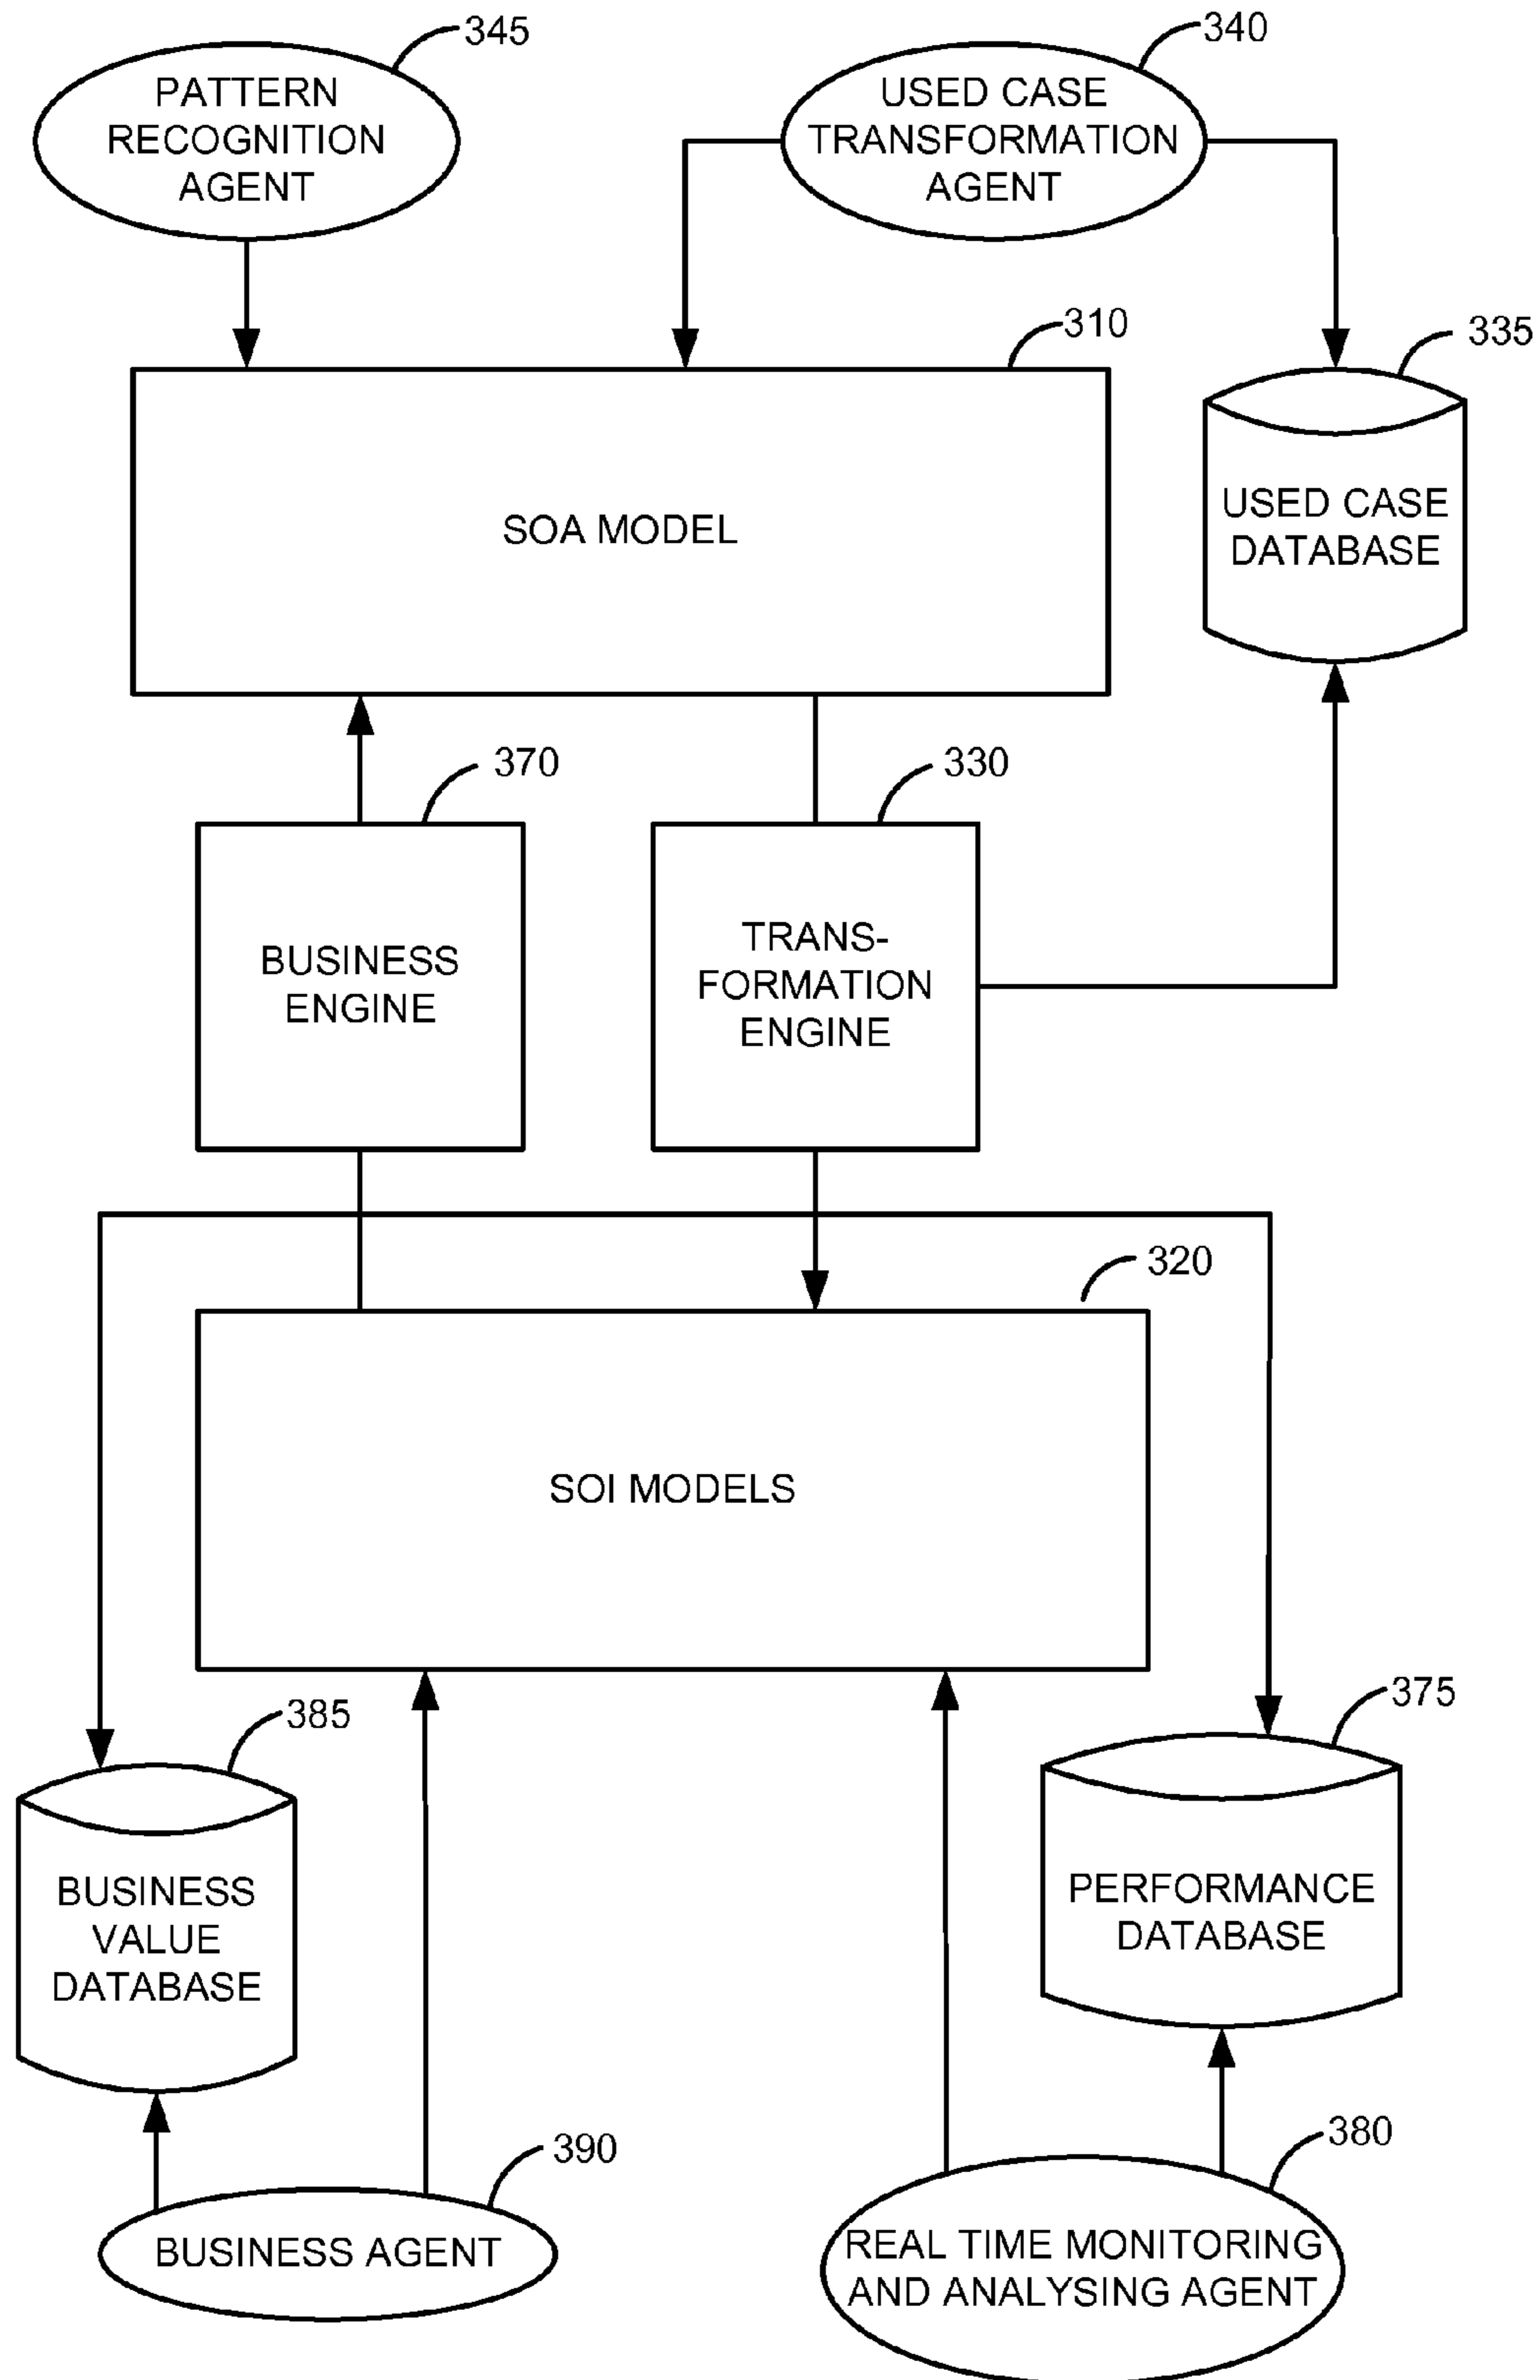 345
PATTERN
RECOGNITION
AGENT
340
USED CASE
TRANSFORMATION
AGENT
310
335
SOA MODEL
USED CASE
DATABASE
370
330
BUSINESS
ENGINE
TRANS-
FORMATION
ENGINE
320
SOI MODELS
385
375
BUSINESS
VALUE
DATABASE
PERFORMANCE
DATABASE
390
380
BUSINESS AGENT
REAL TIME MONITORING
AND ANALYSING AGENT